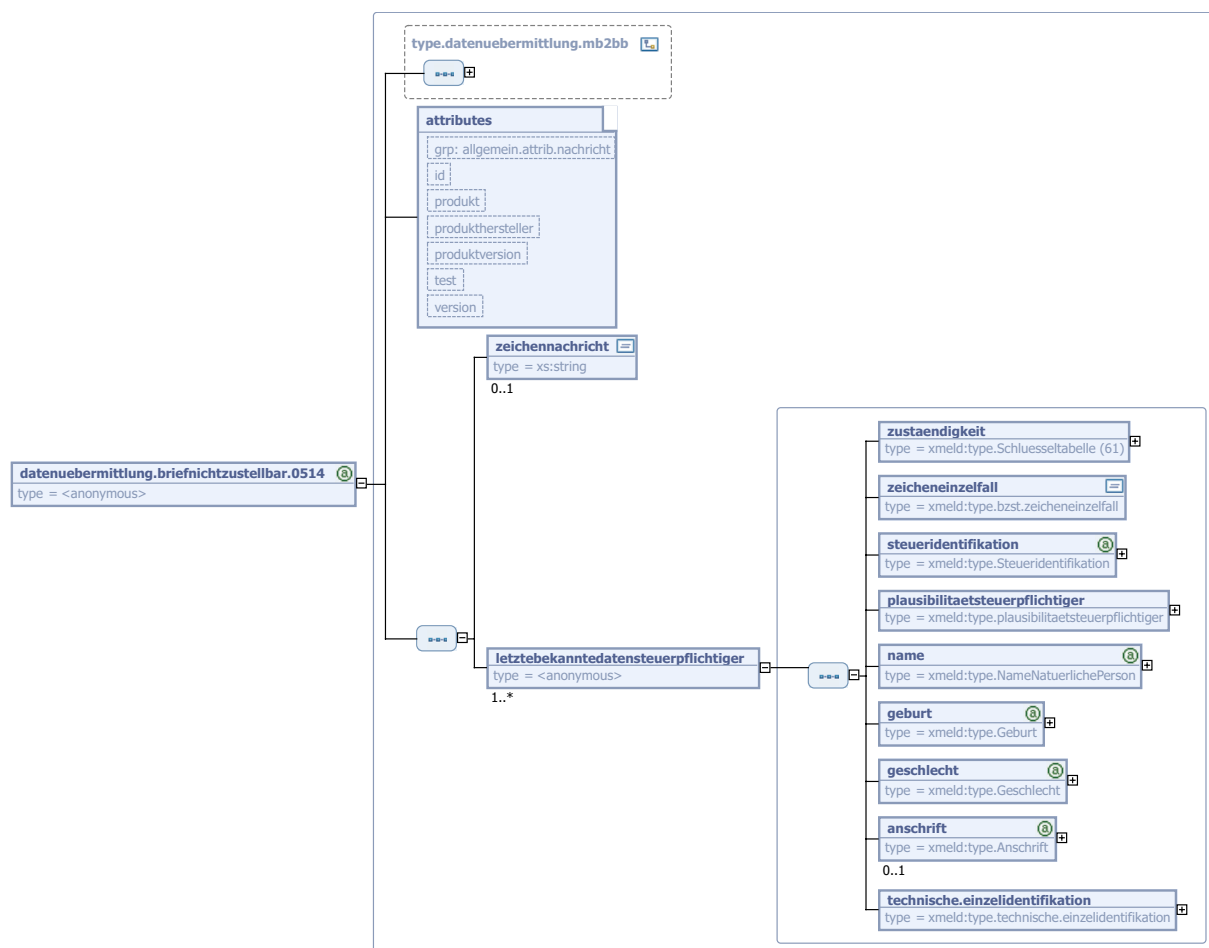 type.datenuebermittlung.mb2bb
attributes
grp: allgemein.attrib.nachricht
id
produkt
produkthersteller
produktversion
test
version
zeichennachricht
type = xs:string
0..1
datenuebermittlung.briefnichtzustellbar.0514 a
type = <anonymous>
letztebekanntedatensteuerpflichtiger
type = <anonymous>
1..*
zustaendigkeit
type = xmeld:type.Schluesseltabelle (61)
zeicheneinzelfall
type = xmeld:type.bzst.zeicheneinzelfall
steueridentifikation a
type = xmeld:type.Steueridentifikation
plausibilitaetsteuerpflichtiger
type = xmeld:type.plausibilitaetsteuerpflichtiger
name a
type = xmeld:type.NameNatuerlichePerson
geburt a
type = xmeld:type.Geburt
geschlecht a
type = xmeld:type.Geschlecht
anschrift a
type = xmeld:type.Anschrift
0..1
technische.einzelidentifikation
type = xmeld:type.technische.einzelidentifikation